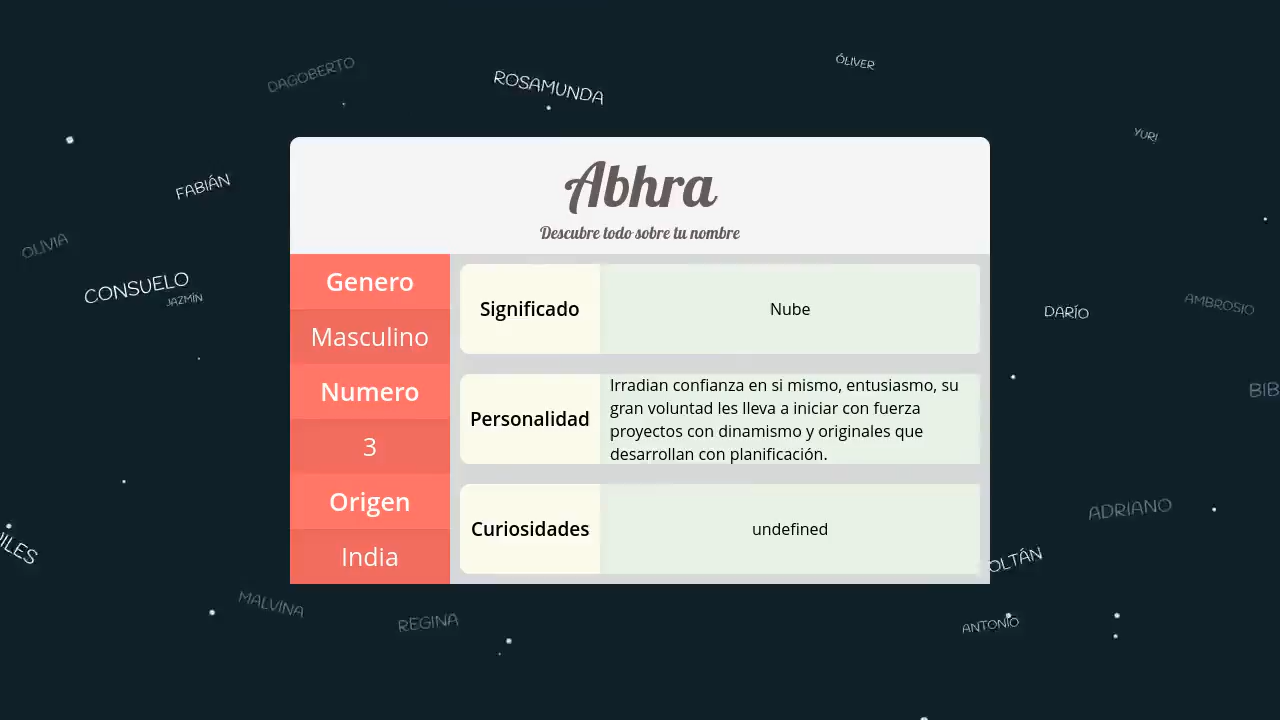 DAGOBERTO
ROSAMUNDA
ÓLIVER
YURI
FABIÁN
OLIVIA
CONSUELO
JAZMÍN
Abhra
Descubre todo sobre tu nombre
Genero
Masculino
Numero
3
Origen
India
Significado
Nube
Personalidad
Irradian confianza en si mismo, entusiasmo, su
gran voluntad les lleva a iniciar con fuerza
proyectos con dinamismo y originales que
desarrollan con planificación.
Curiosidades
undefined
DARÍO
AMBROSIO
BIB
ADRIANO
OLTÁN
ANTONIO
ILES
MALVINA
REGINA